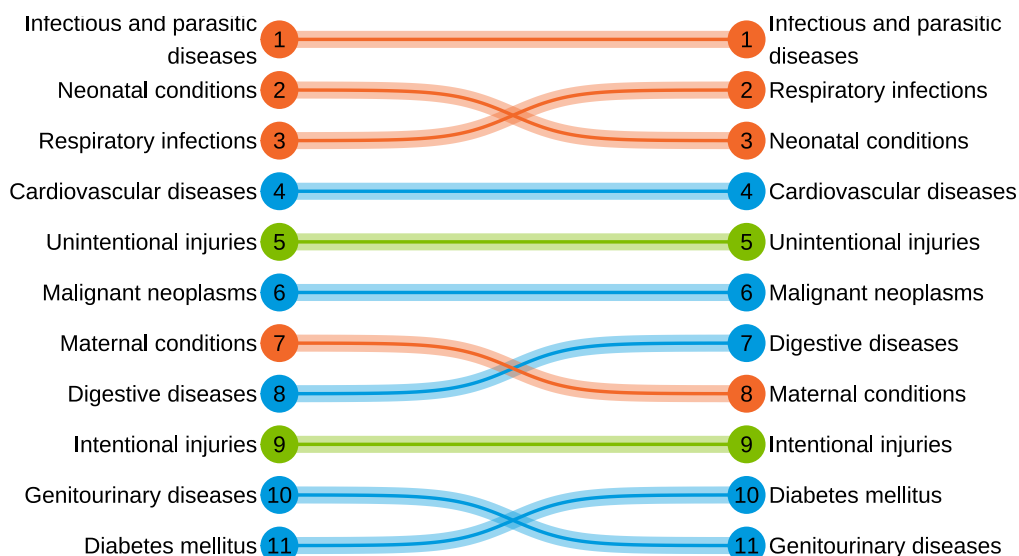 Infectious and parasitic
diseases 1 1 Infectious and parasitic
diseases
Neonatal conditions 2 2 Respiratory infections
Respiratory infections 3 3 Neonatal conditions
Cardiovascular diseases 4 4 Cardiovascular diseases
Unintentional injuries 5 5 Unintentional injuries
Malignant neoplasms 6 6 Malignant neoplasms
Maternal conditions 7 7 Digestive diseases
Digestive diseases 8 8 Maternal conditions
Intentional injuries 9 9 Intentional injuries
Genitourinary diseases 10 10 Diabetes mellitus
Diabetes mellitus 11 11 Genitourinary diseases